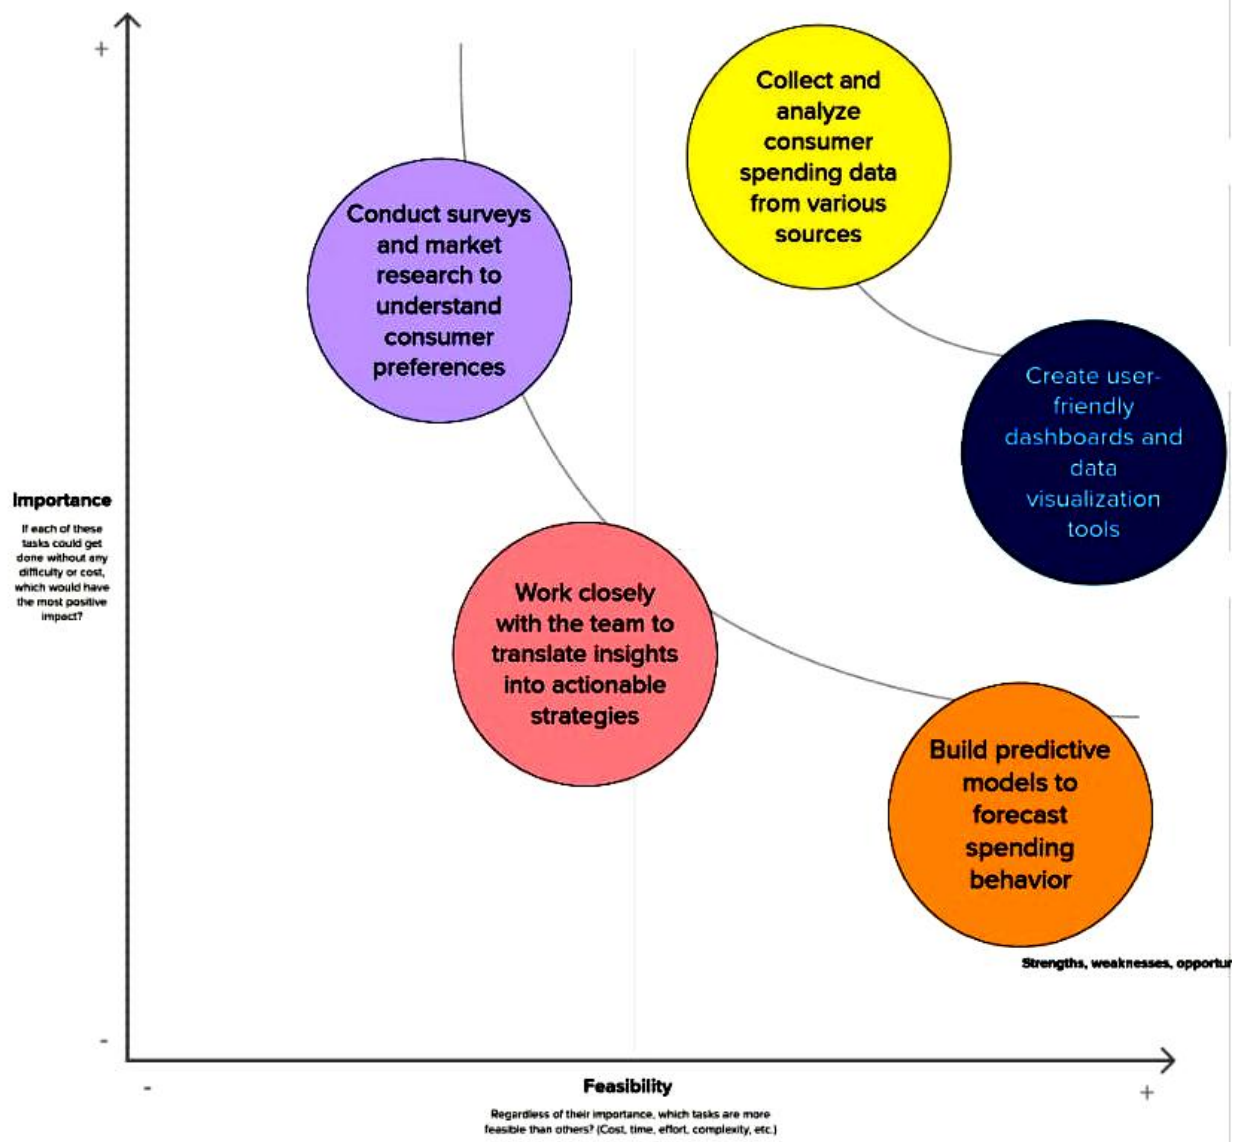 +
Collect and
analyze
consumer
spending data
from various
sources
Conduct surveys
and market
research to
understand
consumer
preferences
Create user-
friendly
dashboards and
data
visualization
tools
Importance
If each of these
tasks could get
done without any
difficulty or cost,
which would have
the most positive
impact?
Work closely
with the team to
translate insights
into actionable
strategies
Build predictive
models to
forecast
spending
behavior
Strengths, weaknesses, opportur
-
-
Feasibility
+
Regardless of their importance, which tasks are more
feasible than others? (Cost, time, effort, complexity, etc.)